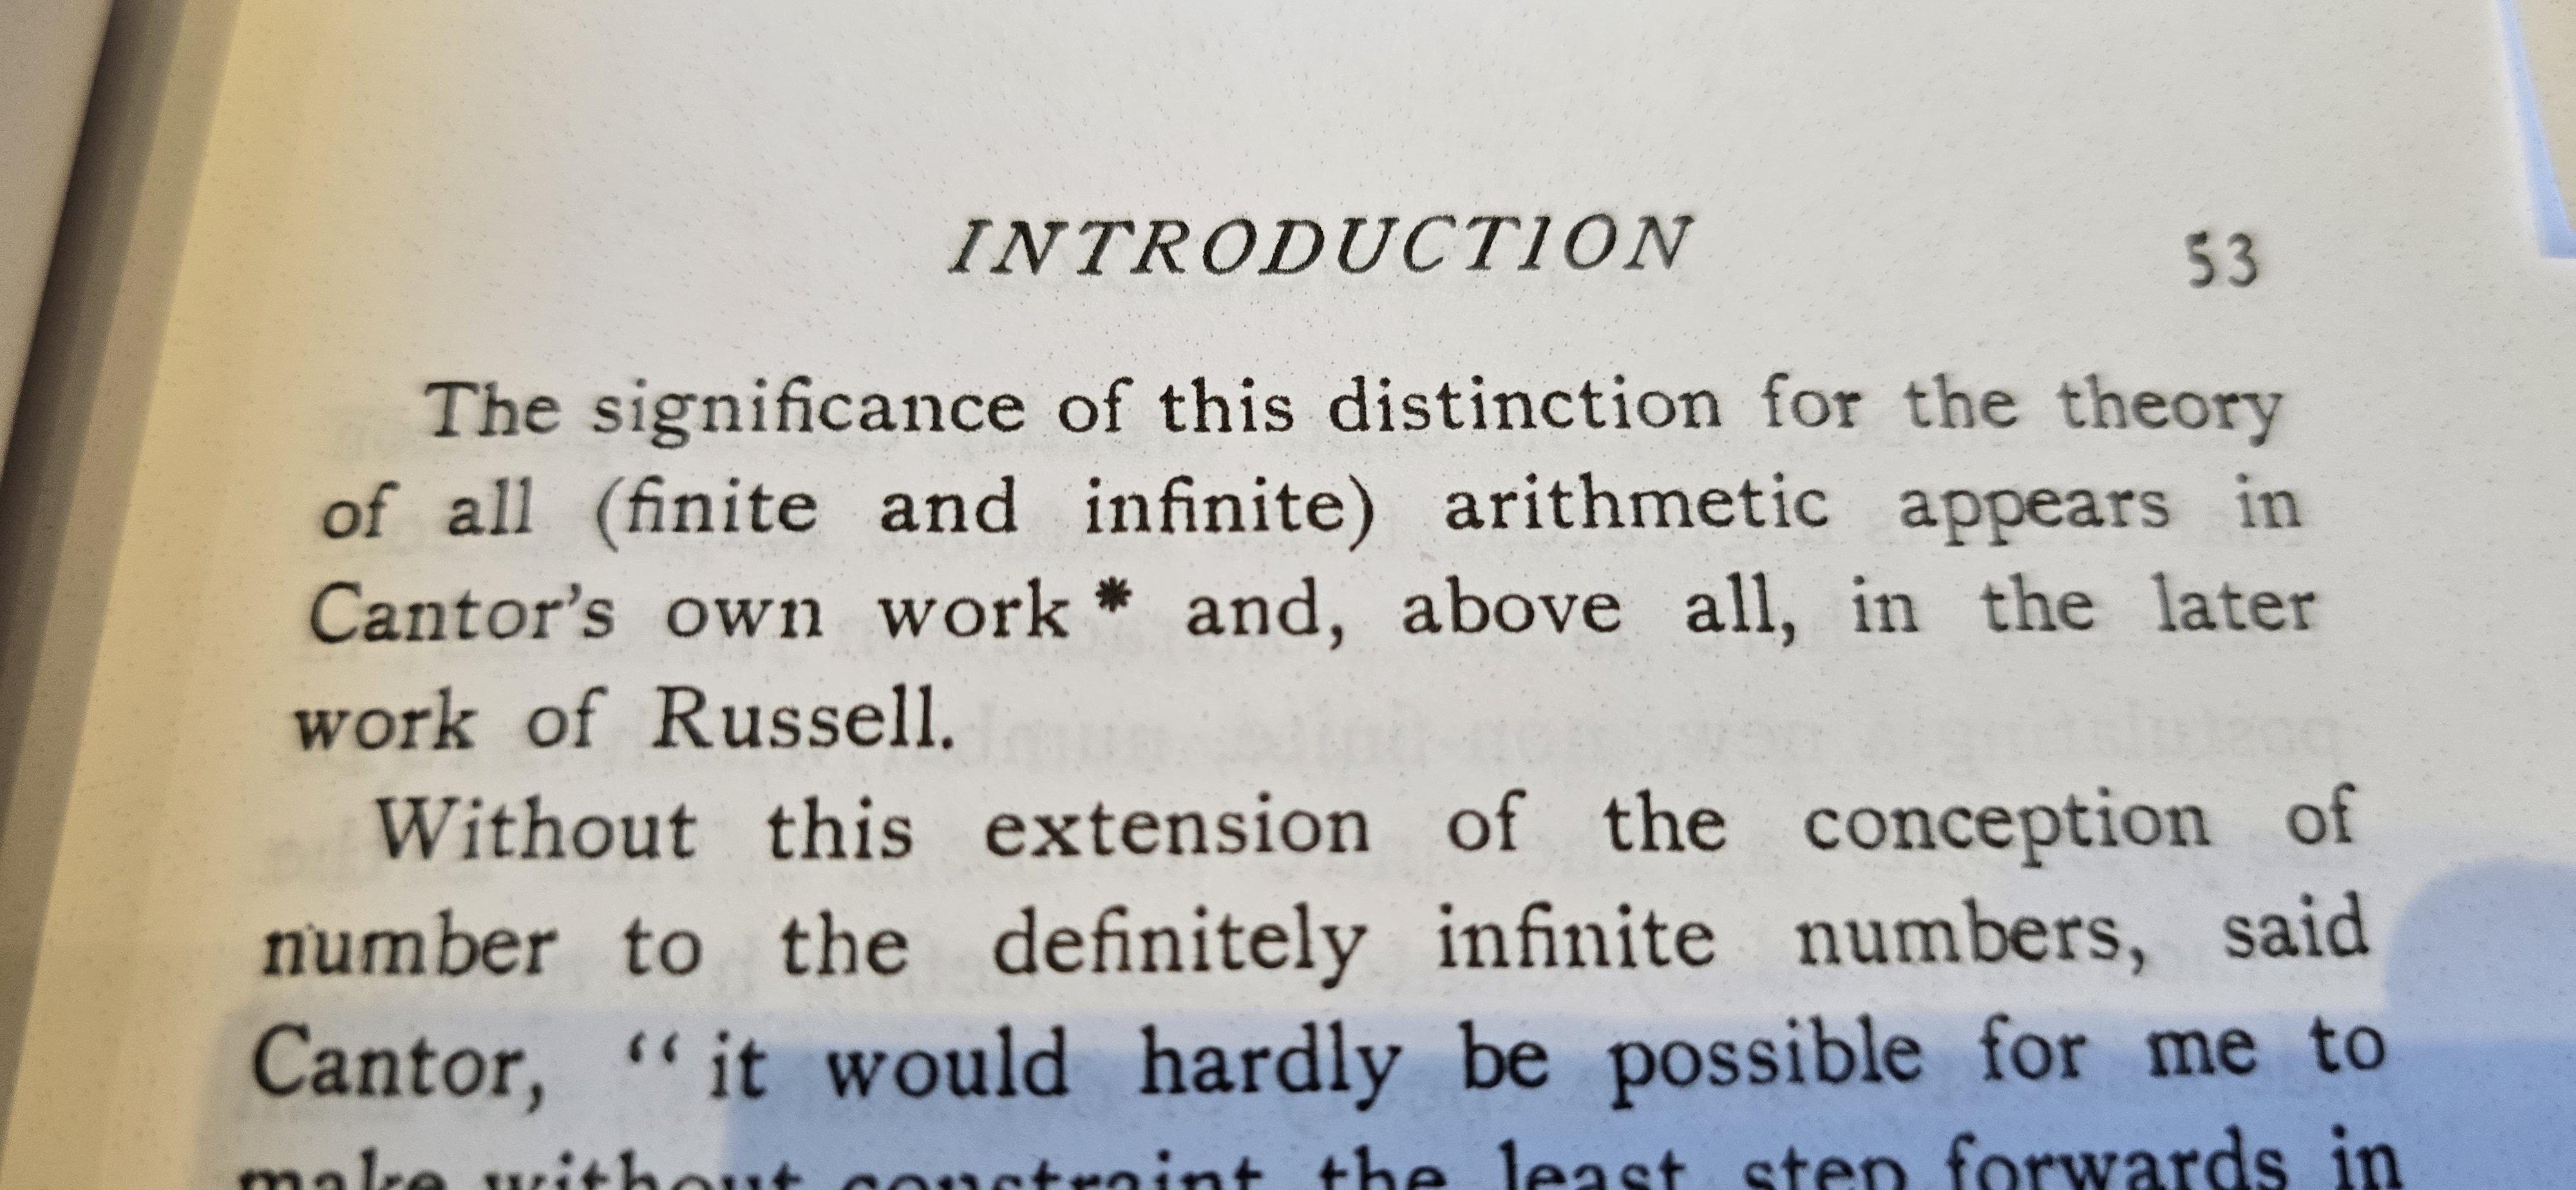 INTRODUCTION 53
The significance of this distinction for the theory
of all (finite and infinite) arithmetic appears in
Cantor's own work * and, above all, in the later
work of Russell.
Without this extension of the conception of
number to the definitely infinite numbers, said
Cantor, “it would hardly be possible for me to
make without constraint the least step forwards in